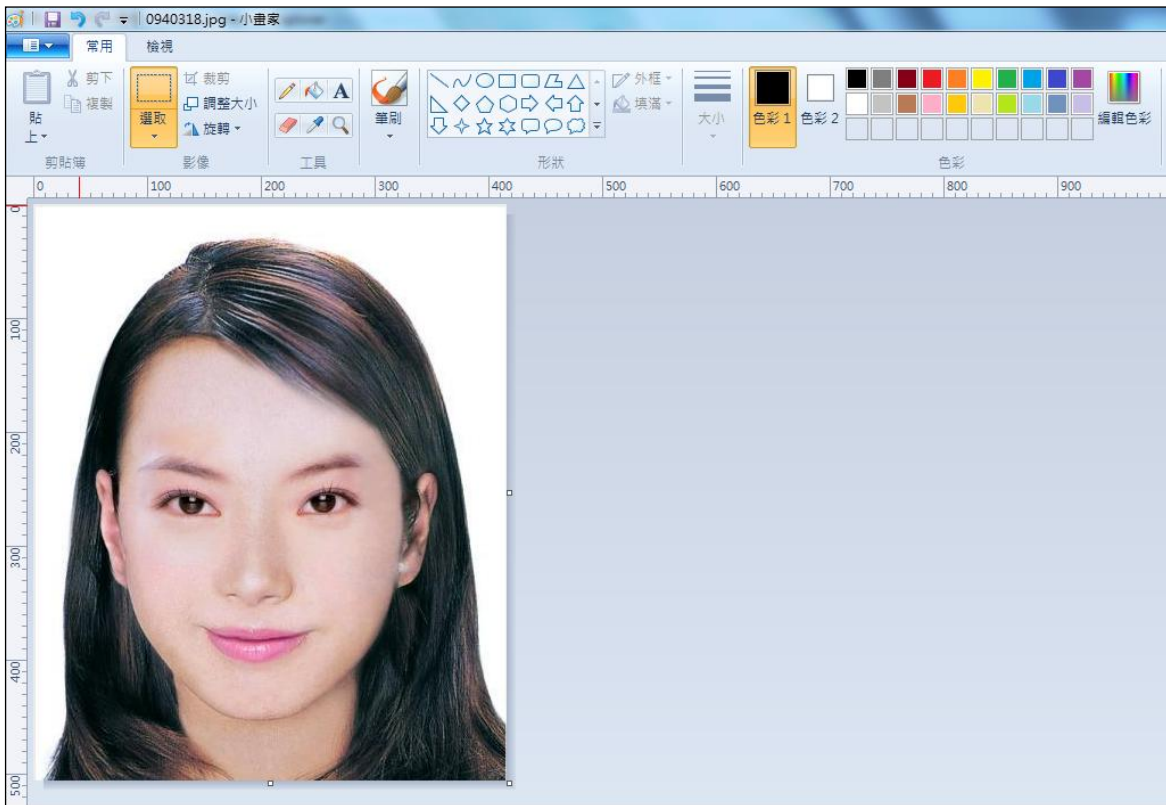 0940318.jpg - 小畫家
常用 檢視
剪下 裁剪 外框
複製 調整大小 填滿
貼上 選取 旋轉 A 筆刷 大小 色彩 1 色彩 2 編輯色彩
剪貼簿 影像 工具 形狀 色彩
0 100 200 300 400 500 600 700 800 900
0
100
200
300
400
500